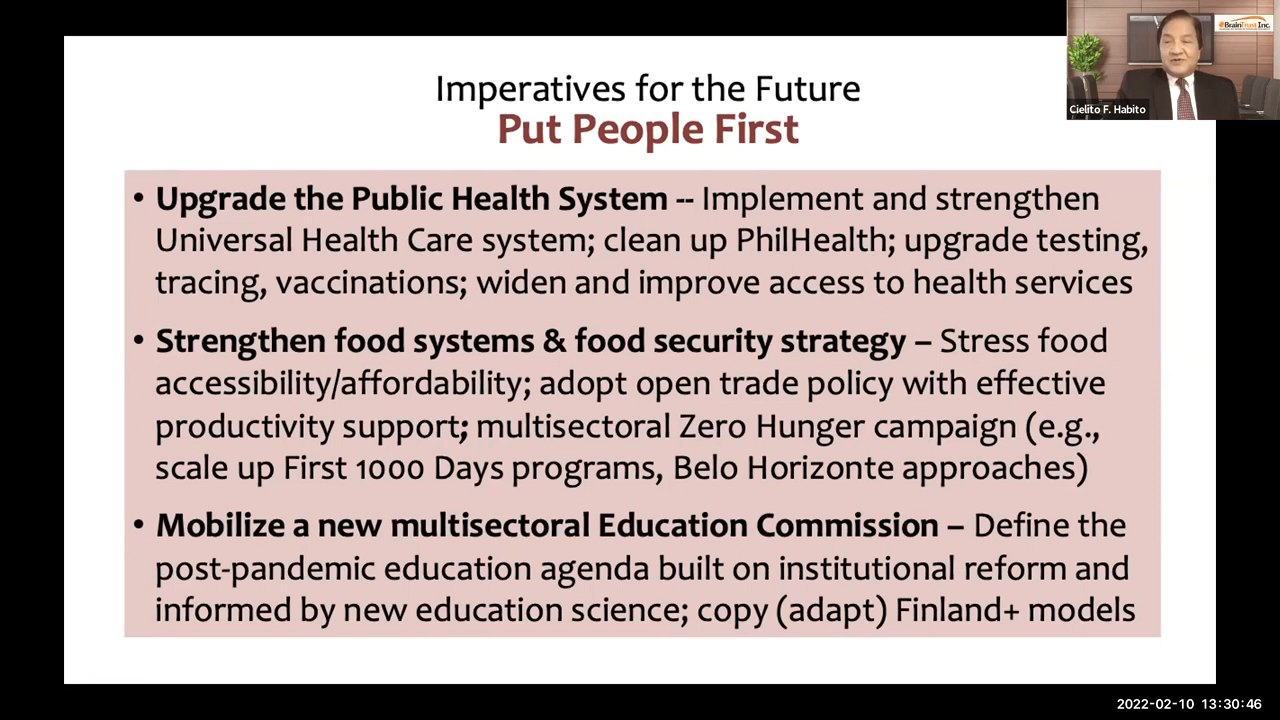 Imperatives for the Future
Put People First
• Upgrade the Public Health System -- Implement and strengthen
Universal Health Care system; clean up PhilHealth; upgrade testing,
tracing, vaccinations; widen and improve access to health services
• Strengthen food systems & food security strategy – Stress food
accessibility/affordability; adopt open trade policy with effective
productivity support; multisectoral Zero Hunger campaign (e.g.,
scale up First 1000 Days programs, Belo Horizonte approaches)
• Mobilize a new multisectoral Education Commission – Define the
post-pandemic education agenda built on institutional reform and
informed by new education science; copy (adapt) Finland+ models
BrainTrust Inc.
Cielito F. Habito
2022-02-10 13:30:46